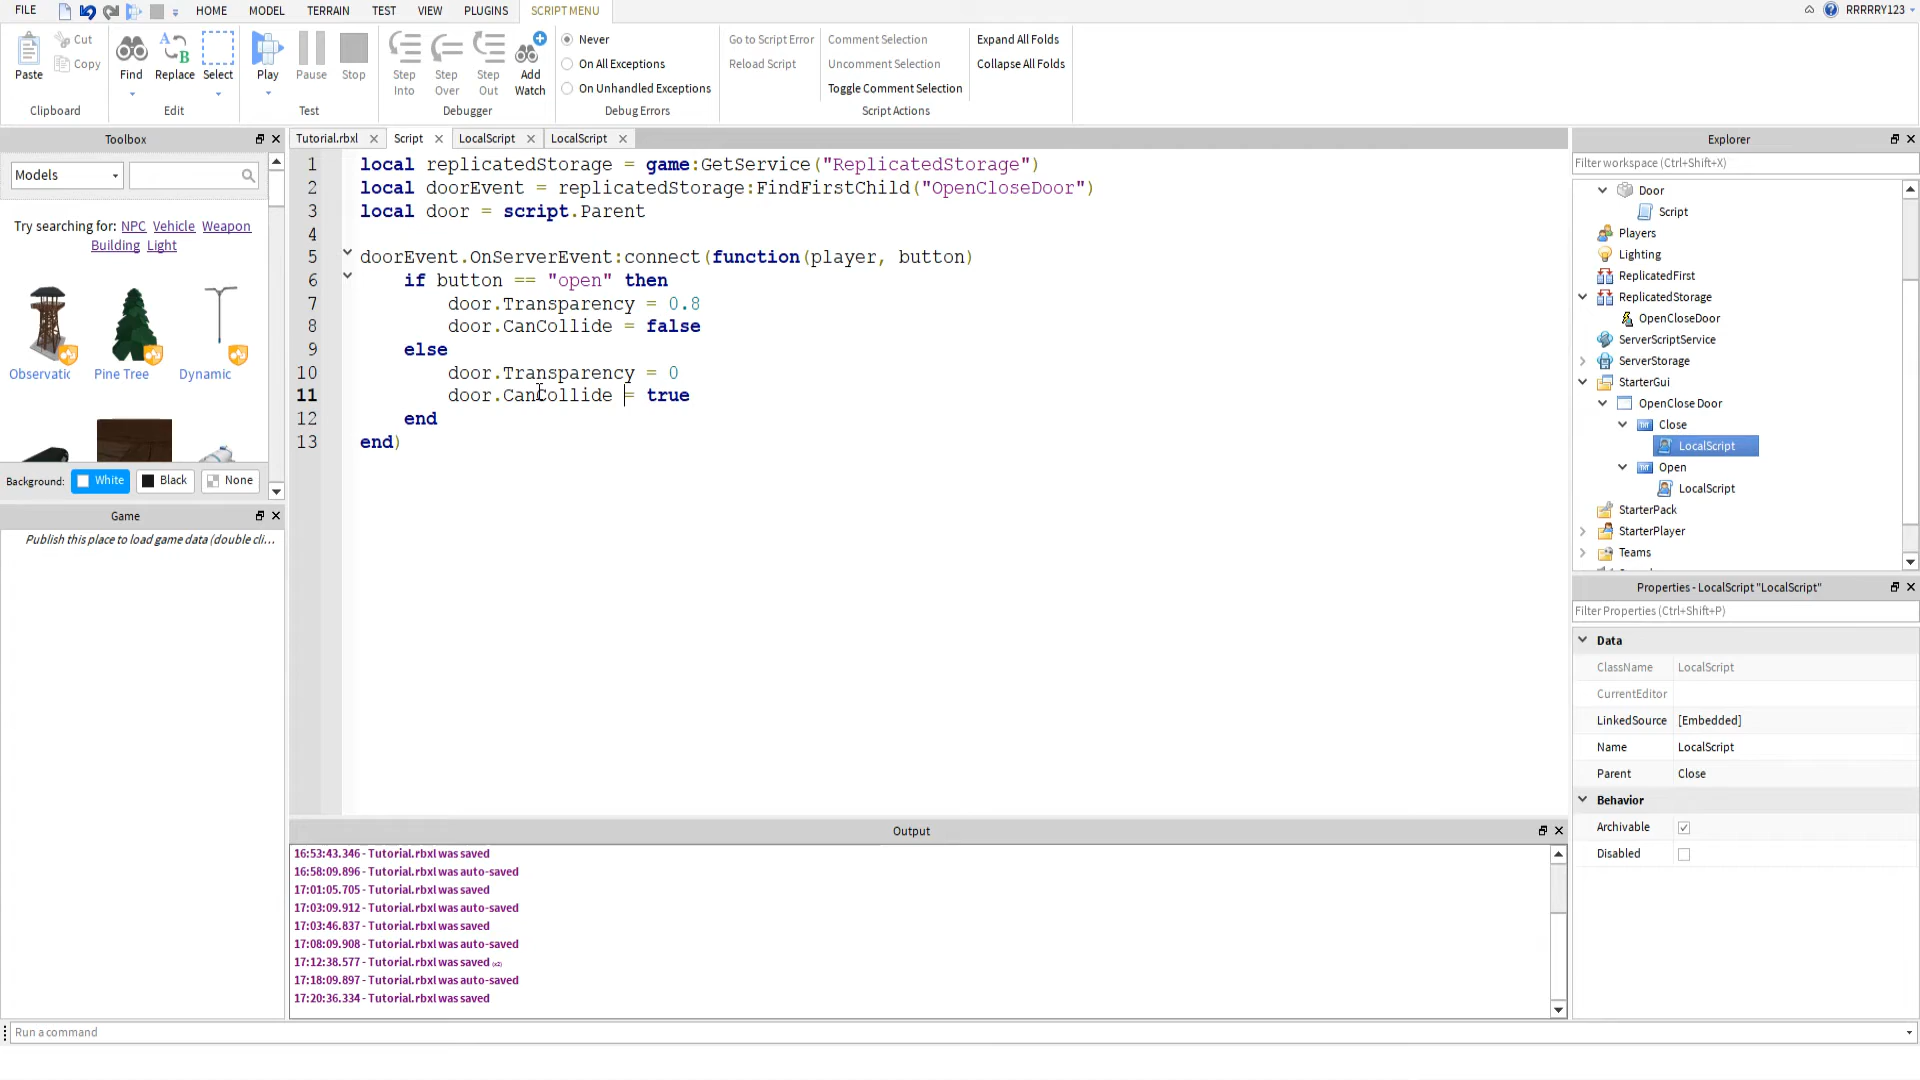 FILE HOME MODEL TERRAIN TEST VIEW PLUGINS SCRIPT MENU RRRRRY123
Paste Cut Copy Find Replace Select Play Pause Stop Step Into Step Over Step Out Add Watch
Never
On All Exceptions
On Unhandled Exceptions
Go to Script Error
Reload Script
Comment Selection
Uncomment Selection
Toggle Comment Selection
Expand All Folds
Collapse All Folds
Clipboard Edit Test Debugger Debug Errors Script Actions
Toolbox
Models
Try searching for: NPC Vehicle Weapon
Building Light
Observatic Pine Tree Dynamic
Background: White Black None
Game
Publish this place to load game data (double cli...
Tutorial.rbxl Script LocalScript LocalScript
1 local replicatedStorage = game:GetService("ReplicatedStorage")
2 local doorEvent = replicatedStorage:FindFirstChild("OpenCloseDoor")
3 local door = script.Parent
4
5 doorEvent.OnServerEvent:connect(function(player, button)
6 if button == "open" then
7 door.Transparency = 0.8
8 door.CanCollide = false
9 else
10 door.Transparency = 0
11 door.CanCollide = true
12 end
13 end)
Output
16:53:43.346 - Tutorial.rbxl was saved
16:58:09.896 - Tutorial.rbxl was auto-saved
17:01:05.705 - Tutorial.rbxl was saved
17:03:09.912 - Tutorial.rbxl was auto-saved
17:03:46.837 - Tutorial.rbxl was saved
17:08:09.908 - Tutorial.rbxl was auto-saved
17:12:38.577 - Tutorial.rbxl was saved (x2)
17:18:09.897 - Tutorial.rbxl was auto-saved
17:20:36.334 - Tutorial.rbxl was saved
Explorer
Filter workspace (Ctrl+Shift+X)
Door
Script
Players
Lighting
ReplicatedFirst
ReplicatedStorage
OpenCloseDoor
ServerScriptService
ServerStorage
StarterGui
OpenClose Door
TXT Close
LocalScript
TXT Open
LocalScript
StarterPack
StarterPlayer
Teams
Properties - LocalScript "LocalScript"
Filter Properties (Ctrl+Shift+P)
Data
ClassName LocalScript
CurrentEditor
LinkedSource [Embedded]
Name LocalScript
Parent Close
Behavior
Archivable
Disabled
Run a command